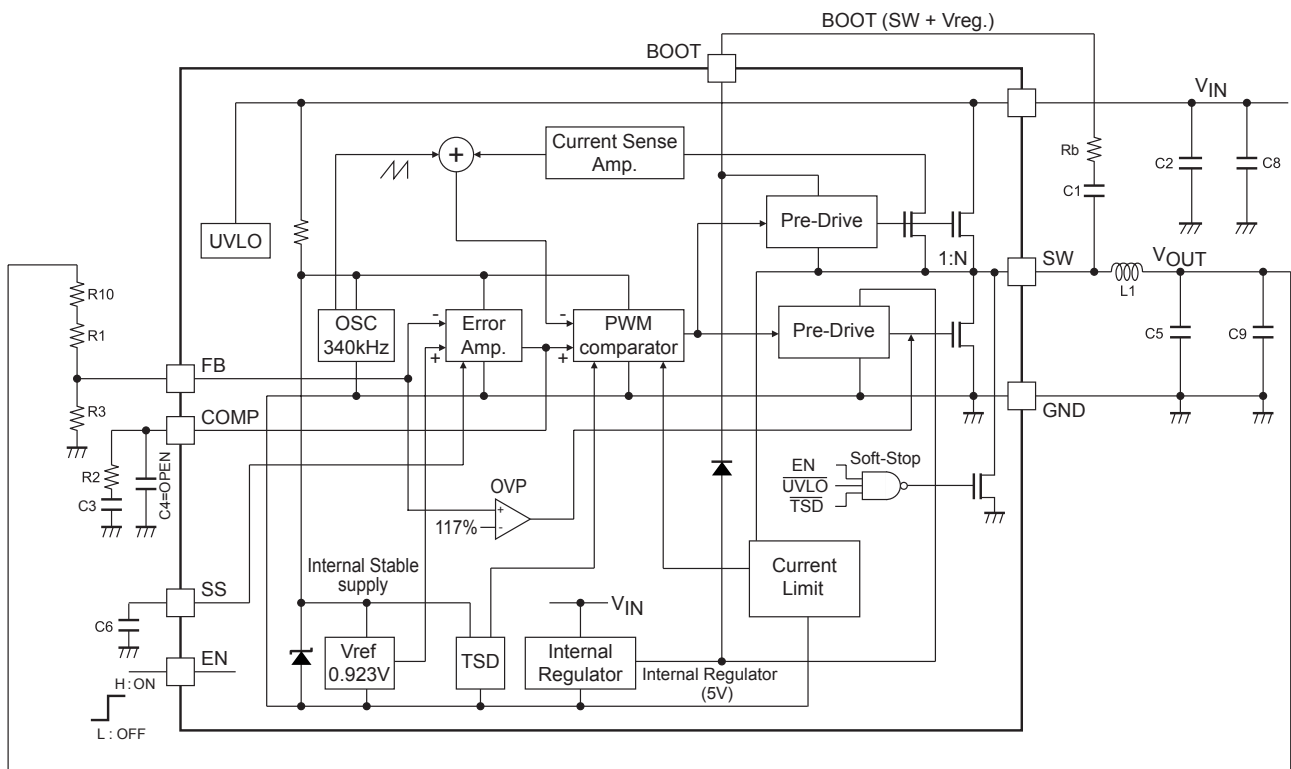 BOOT (SW + Vreg.)
BOOT
VIN
Current Sense
Amp.
+
Rb
C1
C2
C8
UVLO
Pre-Drive
1:N
SW
VOUT
L1
R10
R1
OSC
340kHz
-
Error
Amp.
+
-
PWM
comparator
+
Pre-Drive
C5
C9
FB
R3
COMP
GND
R2
C3
C4=OPEN
OVP
+
117%
-
EN
UVLO
TSD
Soft-Stop
Internal Stable
supply
Current
Limit
SS
C6
VIN
EN
H : ON
L : OFF
Vref
0.923V
TSD
Internal
Regulator
Internal Regulator
(5V)